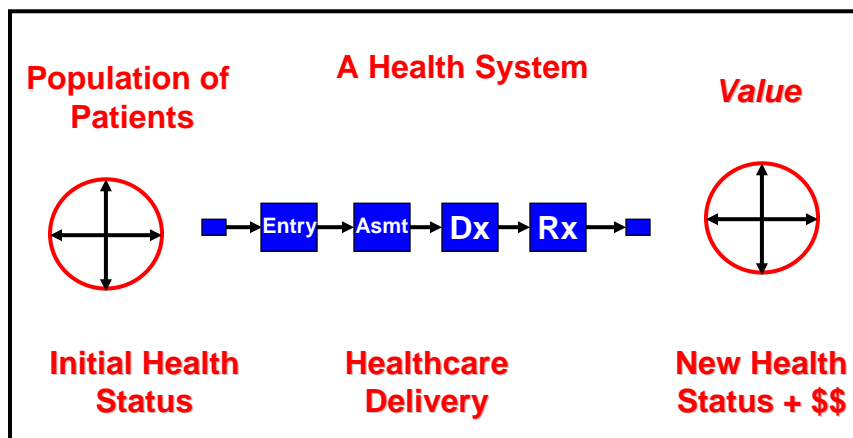 Population of
Patients
A Health System
Value
Entry
Asmt
Dx
Rx
Initial Health
Status
Healthcare
Delivery
New Health
Status + $$